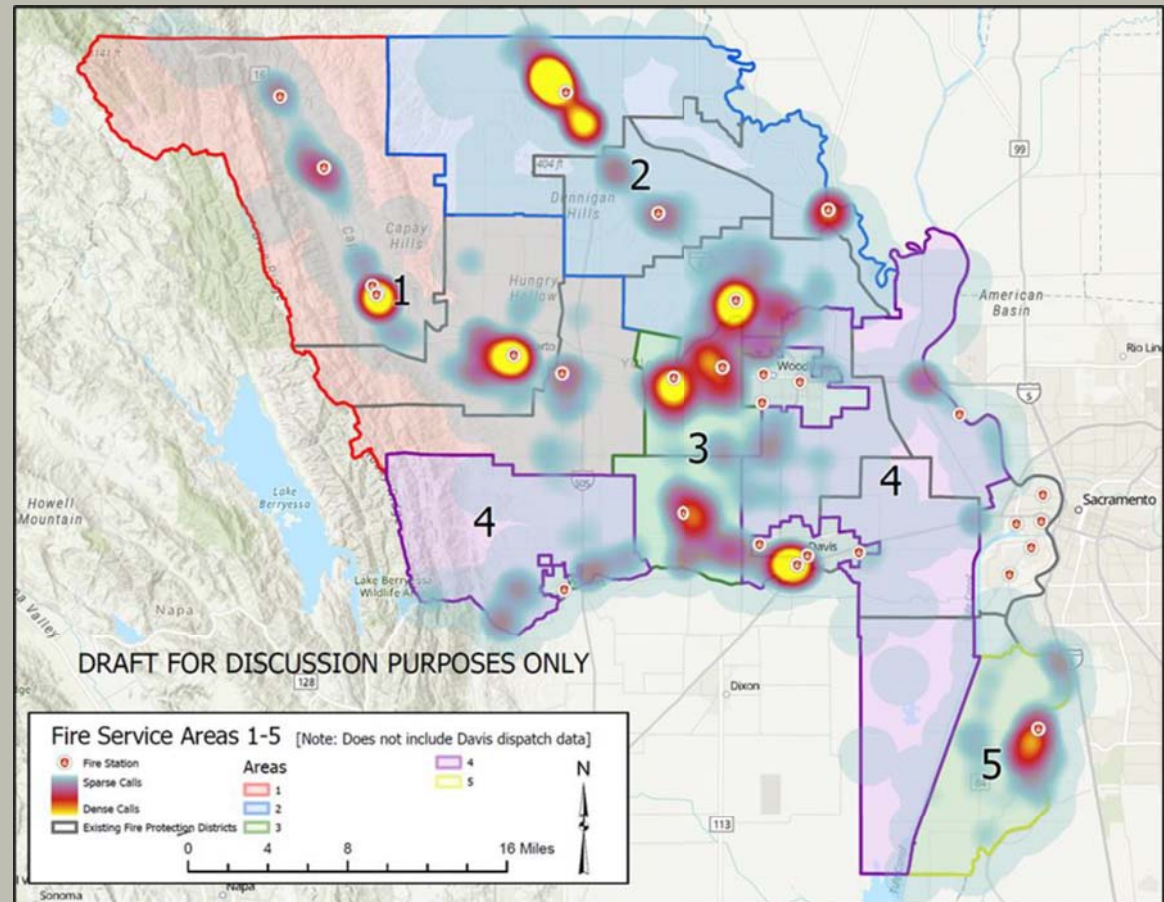 16
99
404 ft
2
Dunnigan
Hills
Capay
Hills
1
Hungry
Hollow
American
Basin
Rio Lin
Wood
5
3
4
505
4
Sacramento
Howell
Mountain
Lake
Berryessa
Davis
Lake Berryessa
Wildlife A
Napa
Valley
DRAFT FOR DISCUSSION PURPOSES ONLY
128
Dixon
5
84
113
Fire Service Areas 1-5 [Note: Does not include Davis dispatch data]
Fire Station
Sparse Calls
Dense Calls
Existing Fire Protection Districts
Areas
1
2
3
4
5
N
0 4 8 16 Miles
Napa
Sonoma